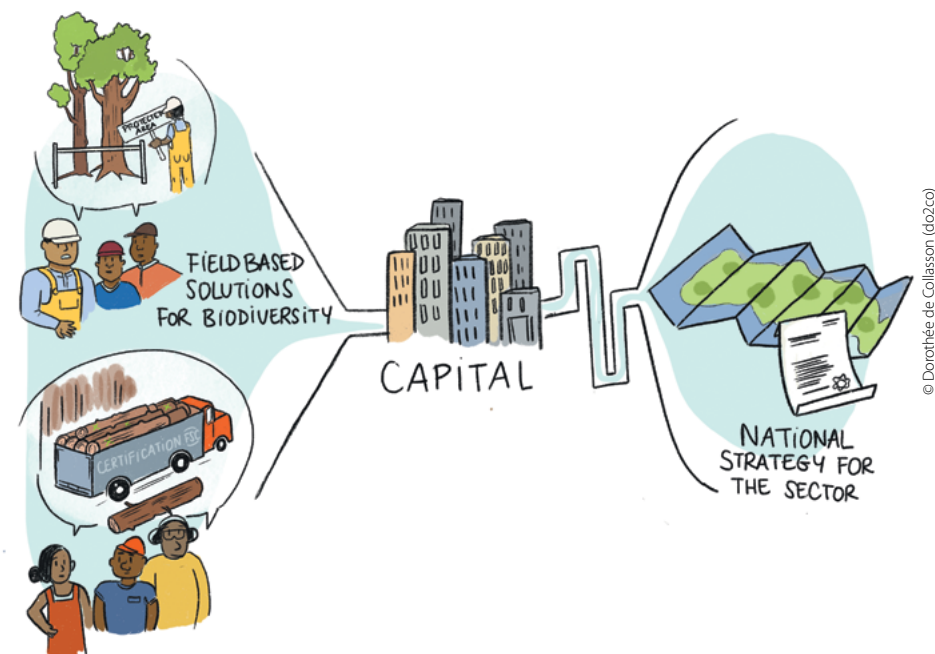 PROTECTED
AREA
FIELD BASED
SOLUTIONS
FOR BIODIVERSITY
CERTIFICATION FSC
CAPITAL
NATIONAL
STRATEGY FOR
THE SECTOR
© Dorothée de Collasson (do2co)